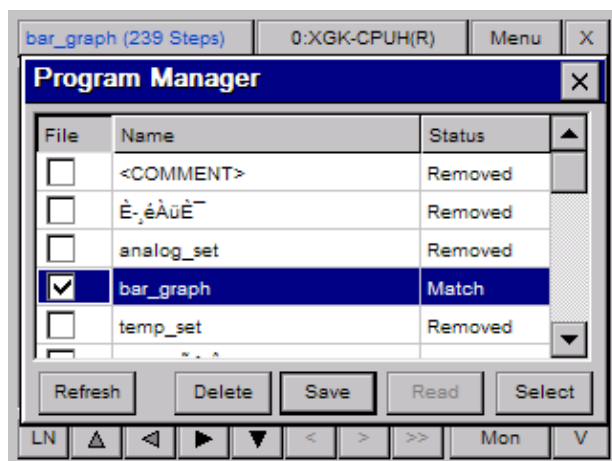 bar_graph (239 Steps) 0:XGK-CPUH(R) Menu X
Program Manager
File Name Status
<COMMENT> Removed
È-¸éÀüÈ¯ Removed
analog_set Removed
bar_graph Match
temp_set Removed
Refresh Delete Save Read Select
LN < > >> Mon V